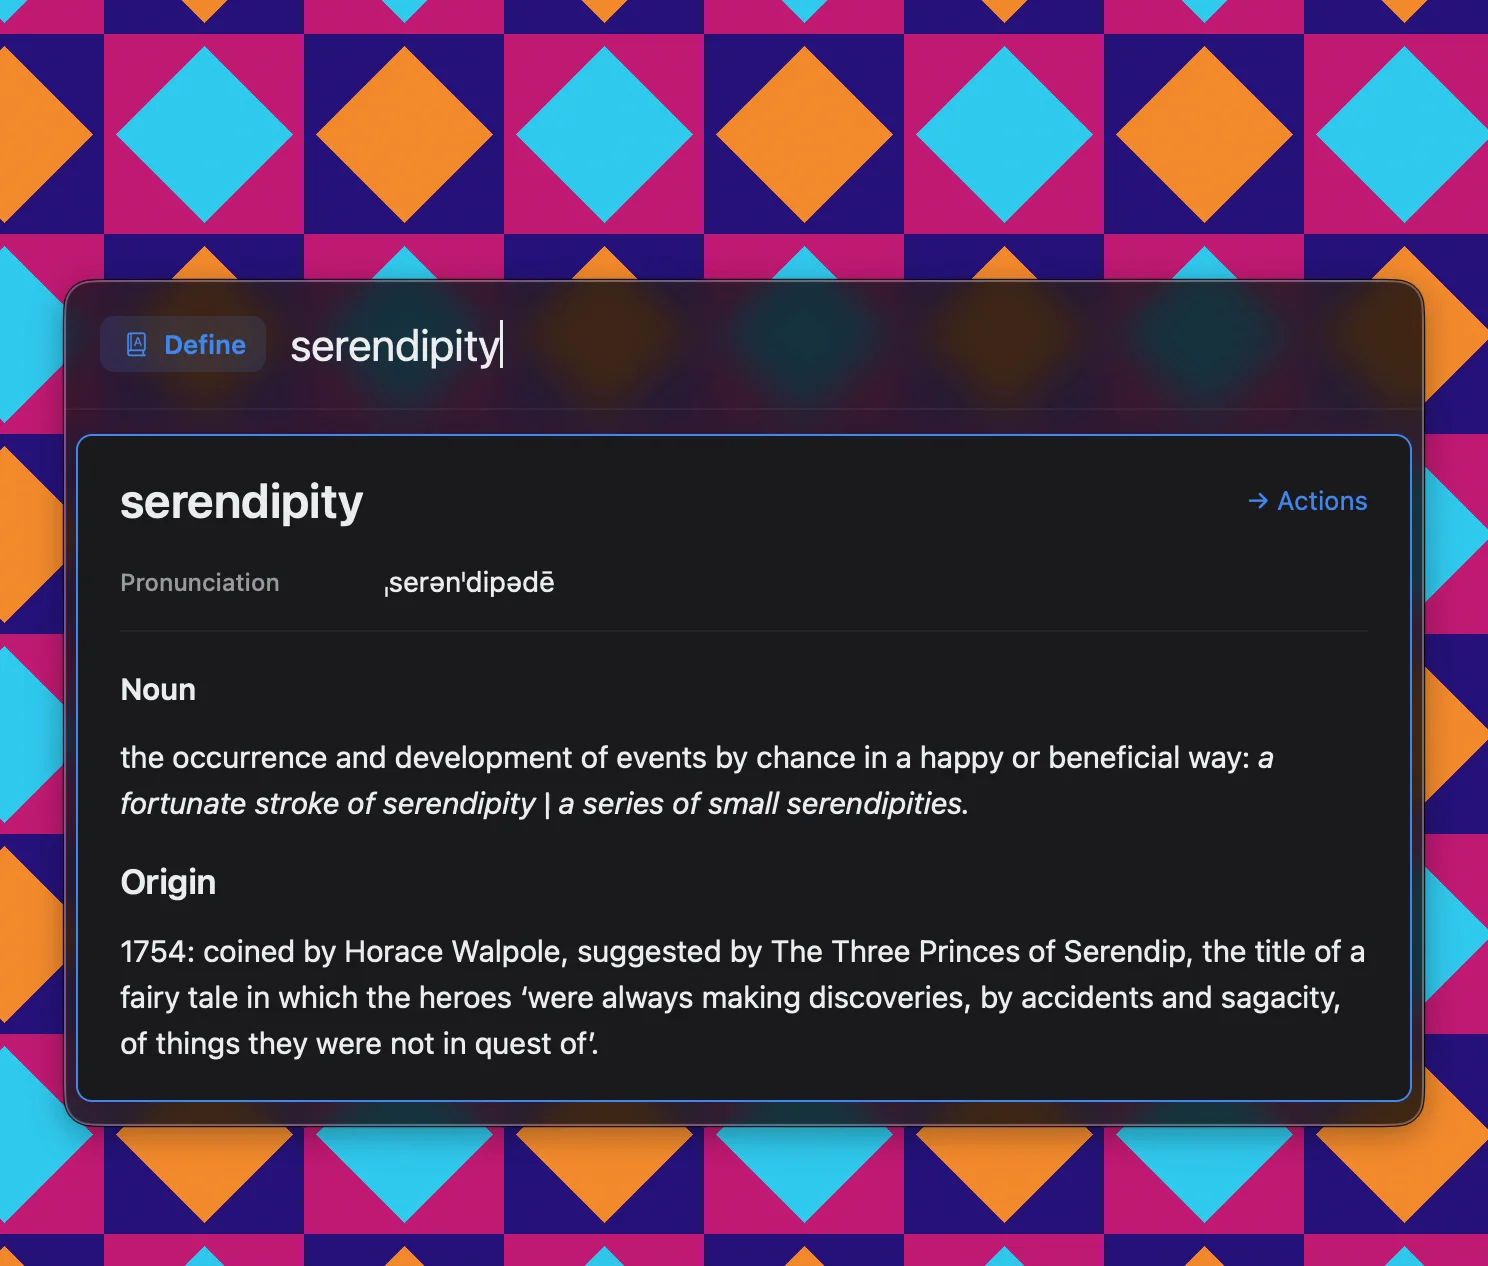 Define serendipity
serendipity
→ Actions
Pronunciation ˌserənˈdipədē
Noun
the occurrence and development of events by chance in a happy or beneficial way: a
fortunate stroke of serendipity | a series of small serendipities.
Origin
1754: coined by Horace Walpole, suggested by The Three Princes of Serendip, the title of a
fairy tale in which the heroes ‘were always making discoveries, by accidents and sagacity,
of things they were not in quest of’.